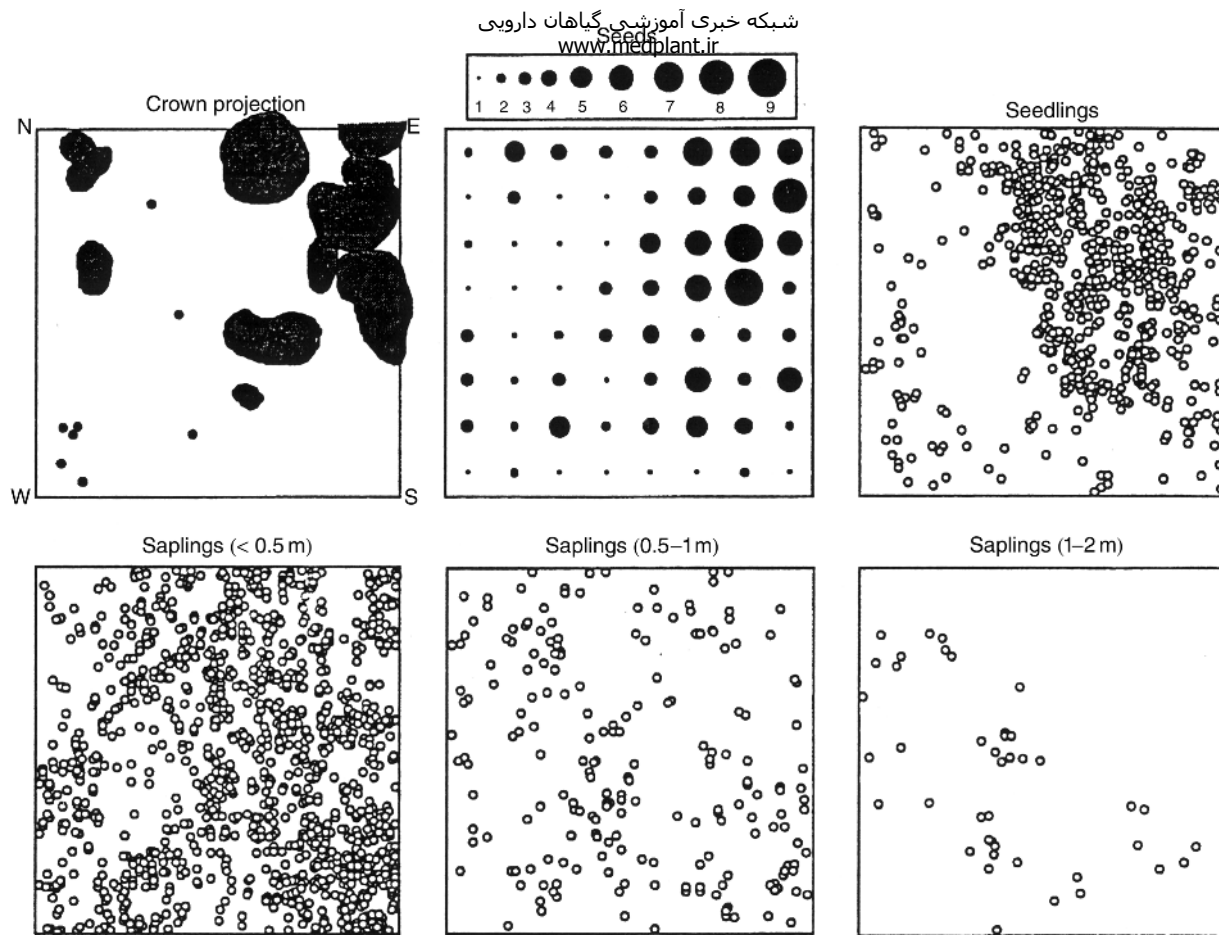 شبکه خبری آموزشی گیاهان دارویی
www.medplant.ir
Seeds
1 2 3 4 5 6 7 8 9
Crown projection
N E
W S
Seedlings
Saplings (< 0.5 m)
Saplings (0.5–1 m)
Saplings (1–2 m)